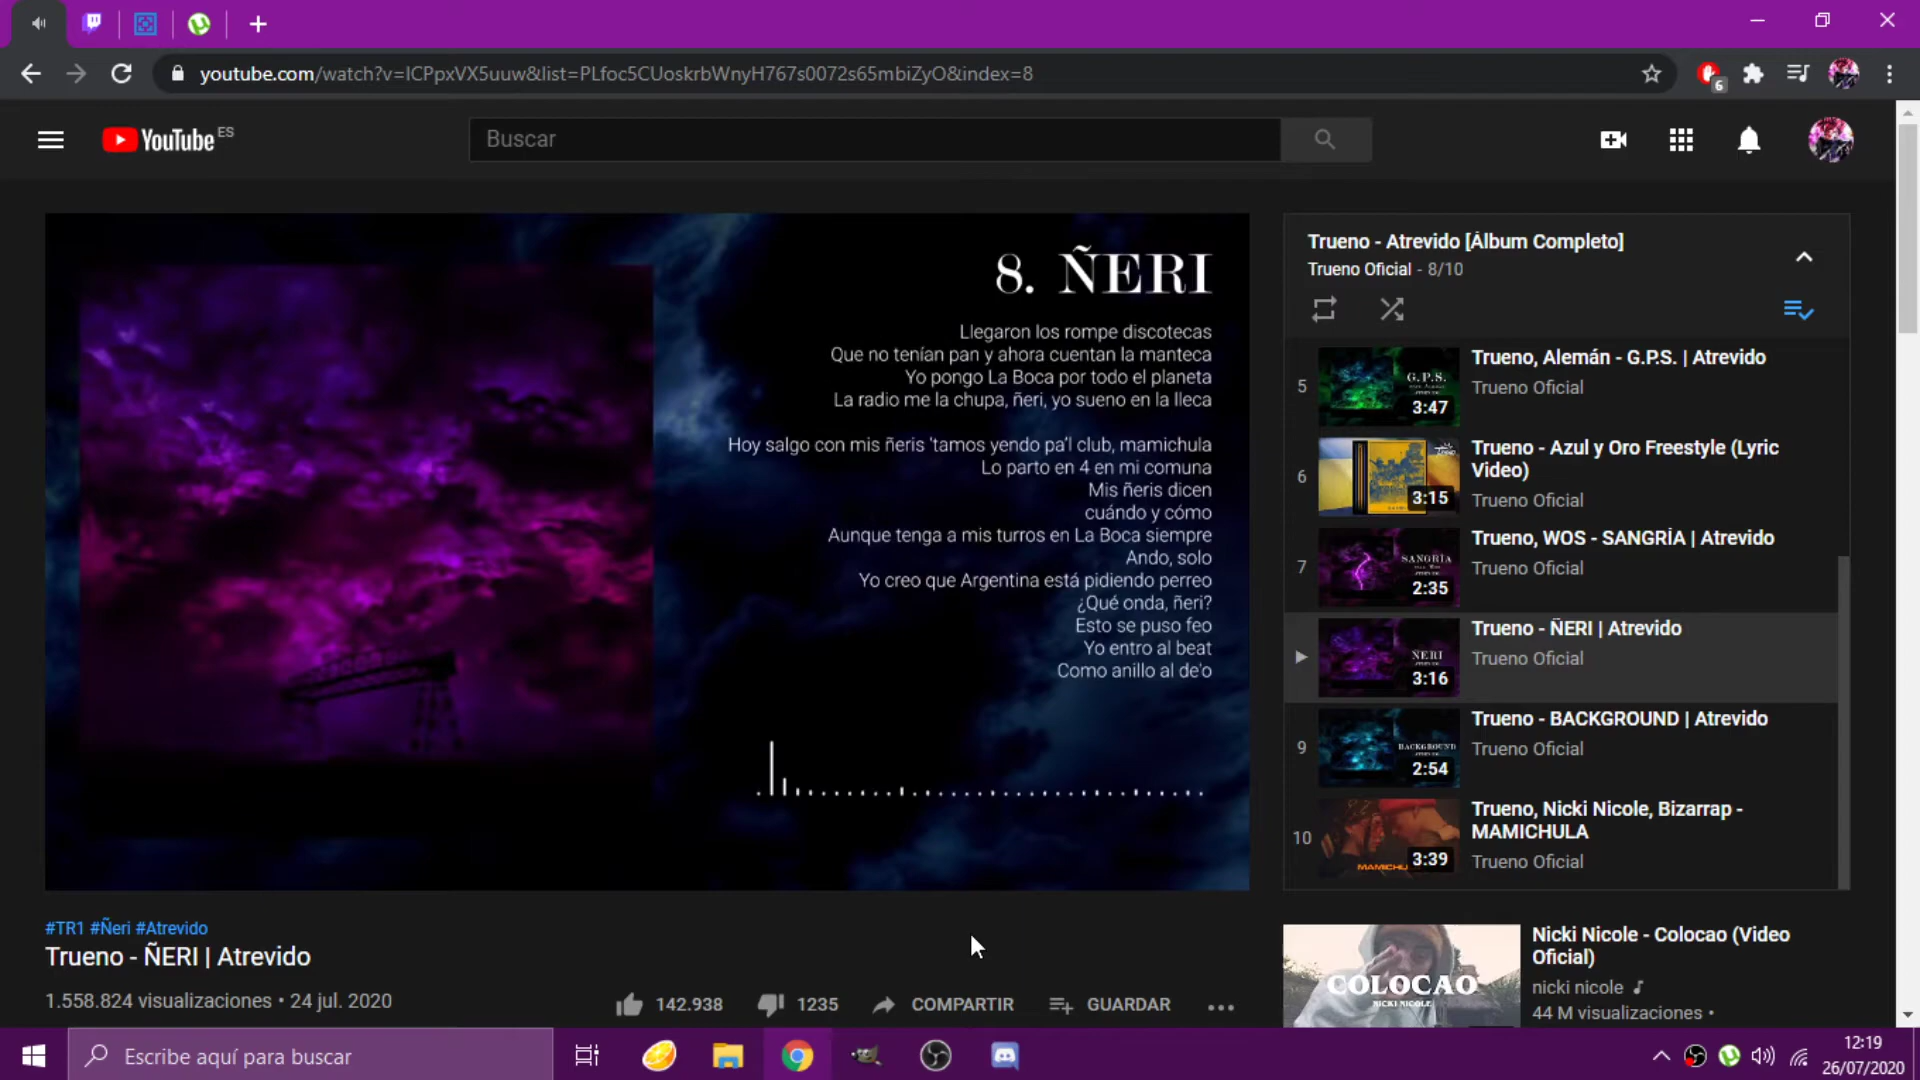 youtube.com/watch?v=ICPpxVX5uuw&list=PLfoc5CUoskrbWnyH767s0072s65mbiZyO&index=8
6
YouTube ES
Buscar
8. ÑERI
Llegaron los rompe discotecas
Que no tenían pan y ahora cuentan la manteca
Yo pongo La Boca por todo el planeta
La radio me la chupa, ñeri, yo sueno en la lleca
Hoy salgo con mis ñeris 'tamos yendo pa'l club, mamichula
Lo parto en 4 en mi comuna
Mis ñeris dicen
cuándo y cómo
Aunque tenga a mis turros en La Boca siempre
Ando, solo
Yo creo que Argentina está pidiendo perreo
¿Qué onda, ñeri?
Esto se puso feo
Yo entro al beat
Como anillo al de'o
Trueno - Atrevido [Álbum Completo]
Trueno Oficial - 8/10
5
G.P.S.
3:47
Trueno, Alemán - G.P.S. | Atrevido
Trueno Oficial
6
3:15
Trueno - Azul y Oro Freestyle (Lyric
Video)
Trueno Oficial
7
SANGRÍA
2:35
Trueno, WOS - SANGRÍA | Atrevido
Trueno Oficial
ÑERI
3:16
Trueno - ÑERI | Atrevido
Trueno Oficial
9
BACKGROUND
2:54
Trueno - BACKGROUND | Atrevido
Trueno Oficial
10
3:39
Trueno, Nicki Nicole, Bizarrap -
MAMICHULA
Trueno Oficial
#TR1 #Ñeri #Atrevido
Trueno - ÑERI | Atrevido
1.558.824 visualizaciones • 24 jul. 2020
142.938
1235
COMPARTIR
GUARDAR
COLOCAO
NICKI NICOLE
Nicki Nicole - Colocao (Video
Oficial)
nicki nicole
44 M visualizaciones •
Escribe aquí para buscar
12:19
26/07/2020